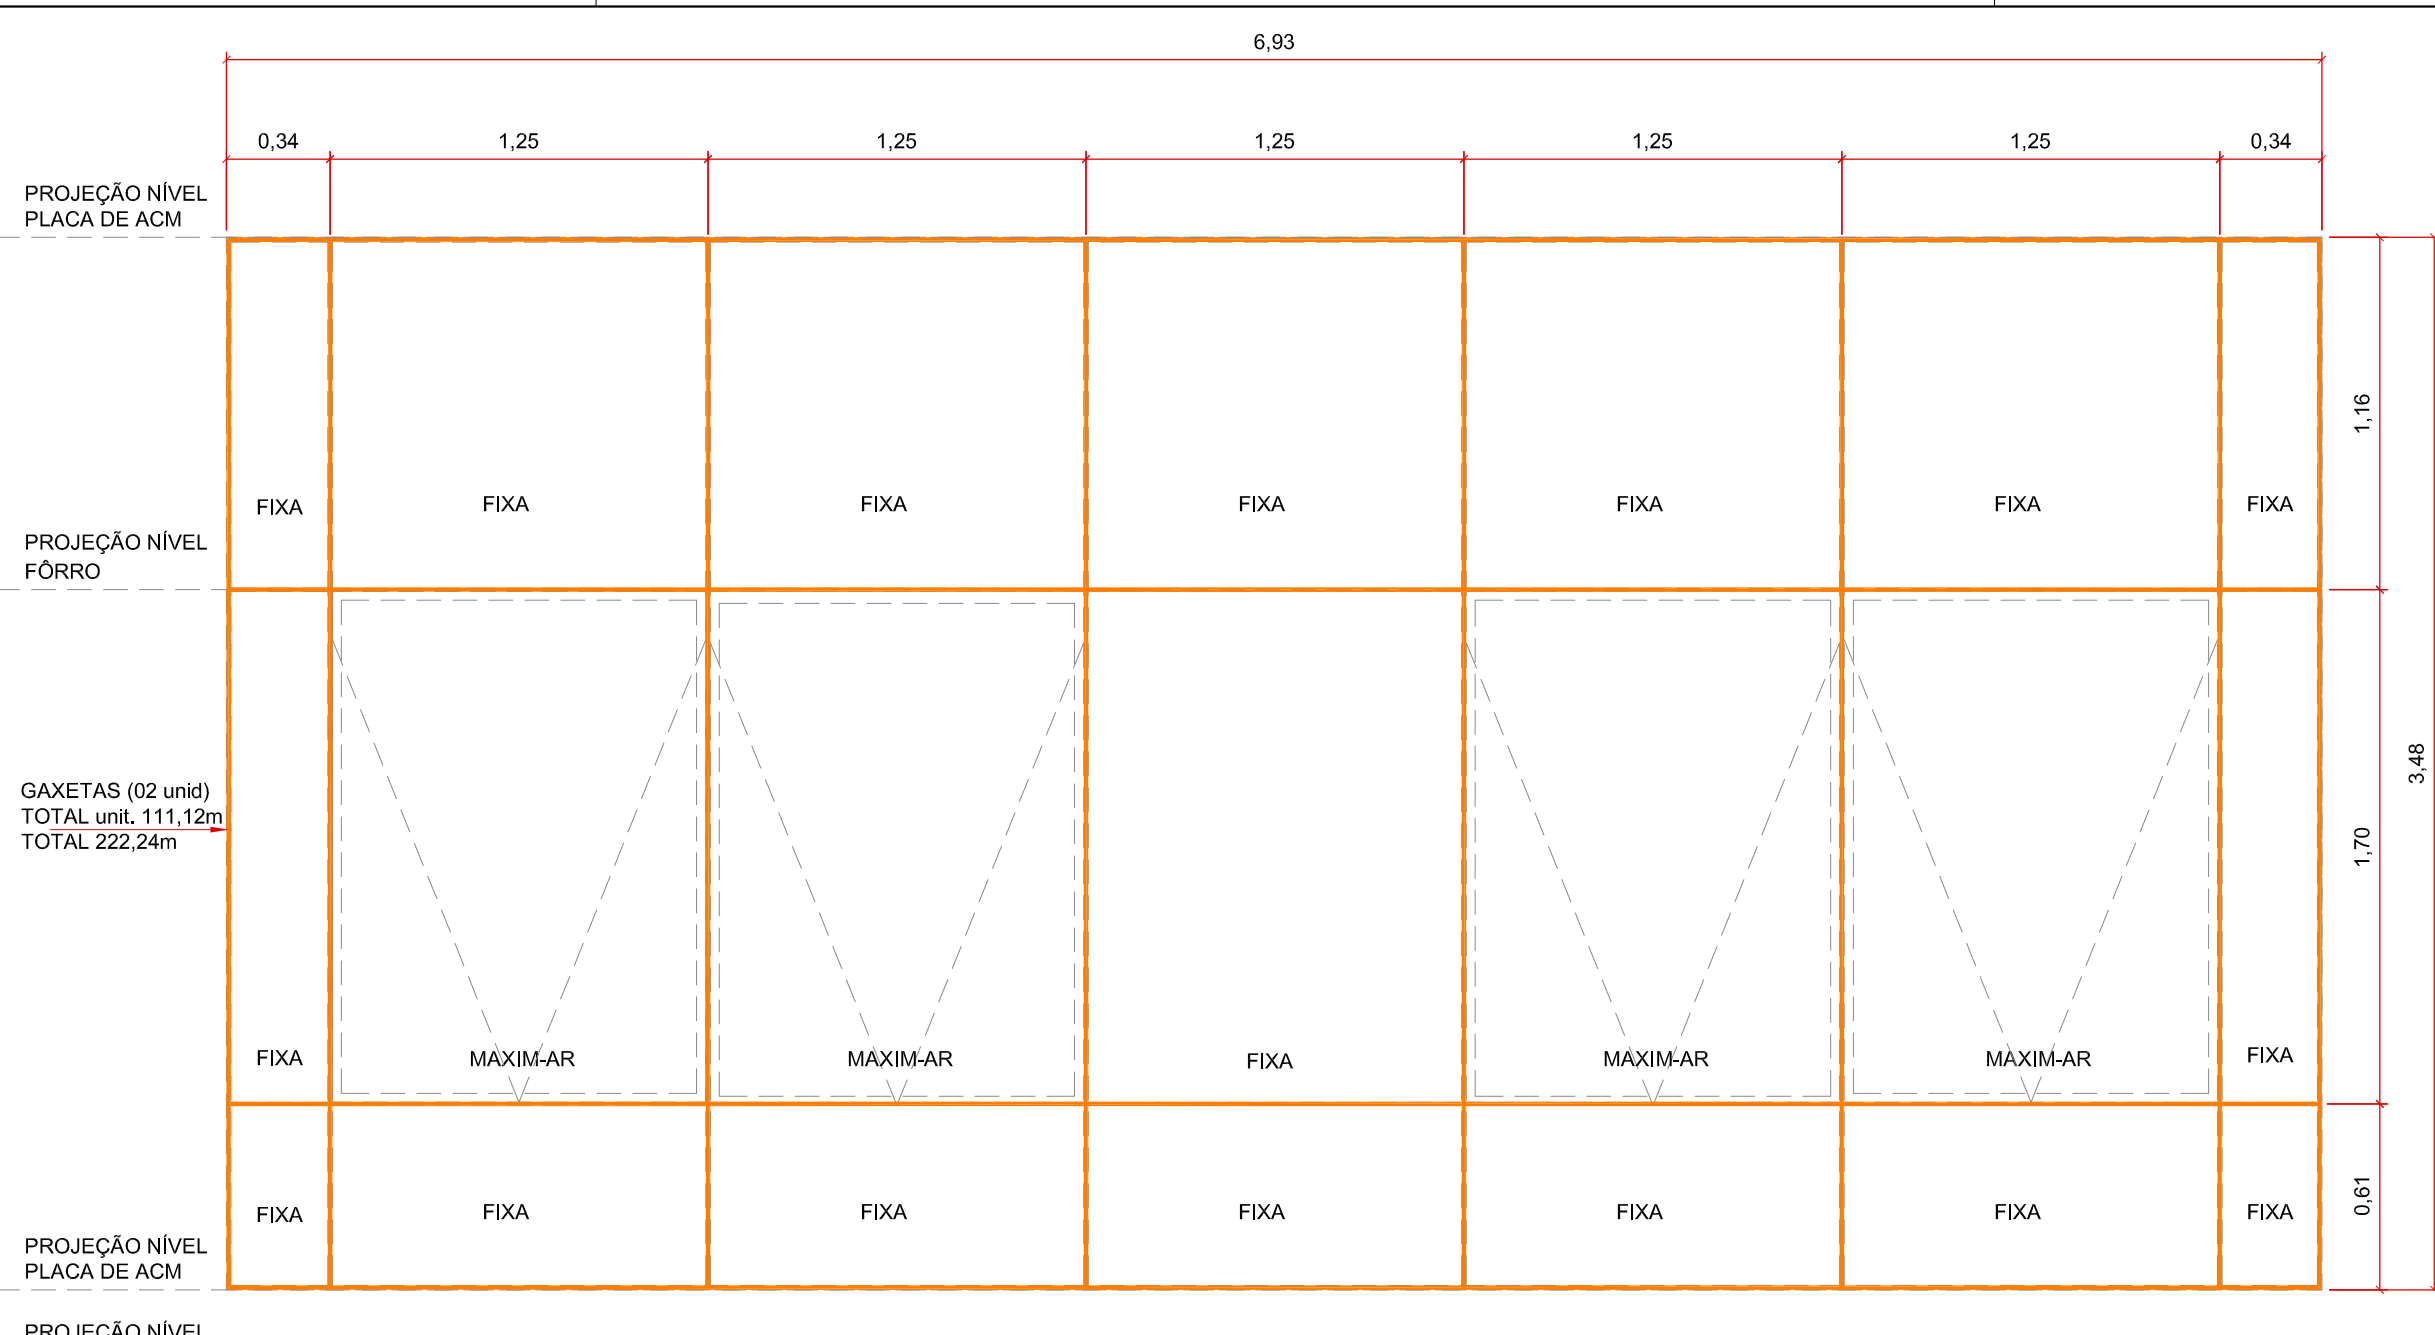 6,93
0,34 1,25 1,25 1,25 1,25 1,25 0,34
PROJEÇÃO NÍVEL
PLACA DE ACM
1,16
FIXA FIXA FIXA FIXA FIXA FIXA FIXA
PROJEÇÃO NÍVEL
FÔRRO
3,48
GAXETAS (02 unid)
TOTAL unit. 111,12m
TOTAL 222,24m
1,70
FIXA MAXIM-AR MAXIM-AR FIXA MAXIM-AR MAXIM-AR FIXA
0,61
FIXA FIXA FIXA FIXA FIXA FIXA FIXA
PROJEÇÃO NÍVEL
PLACA DE ACM
PROJEÇÃO NÍVEL